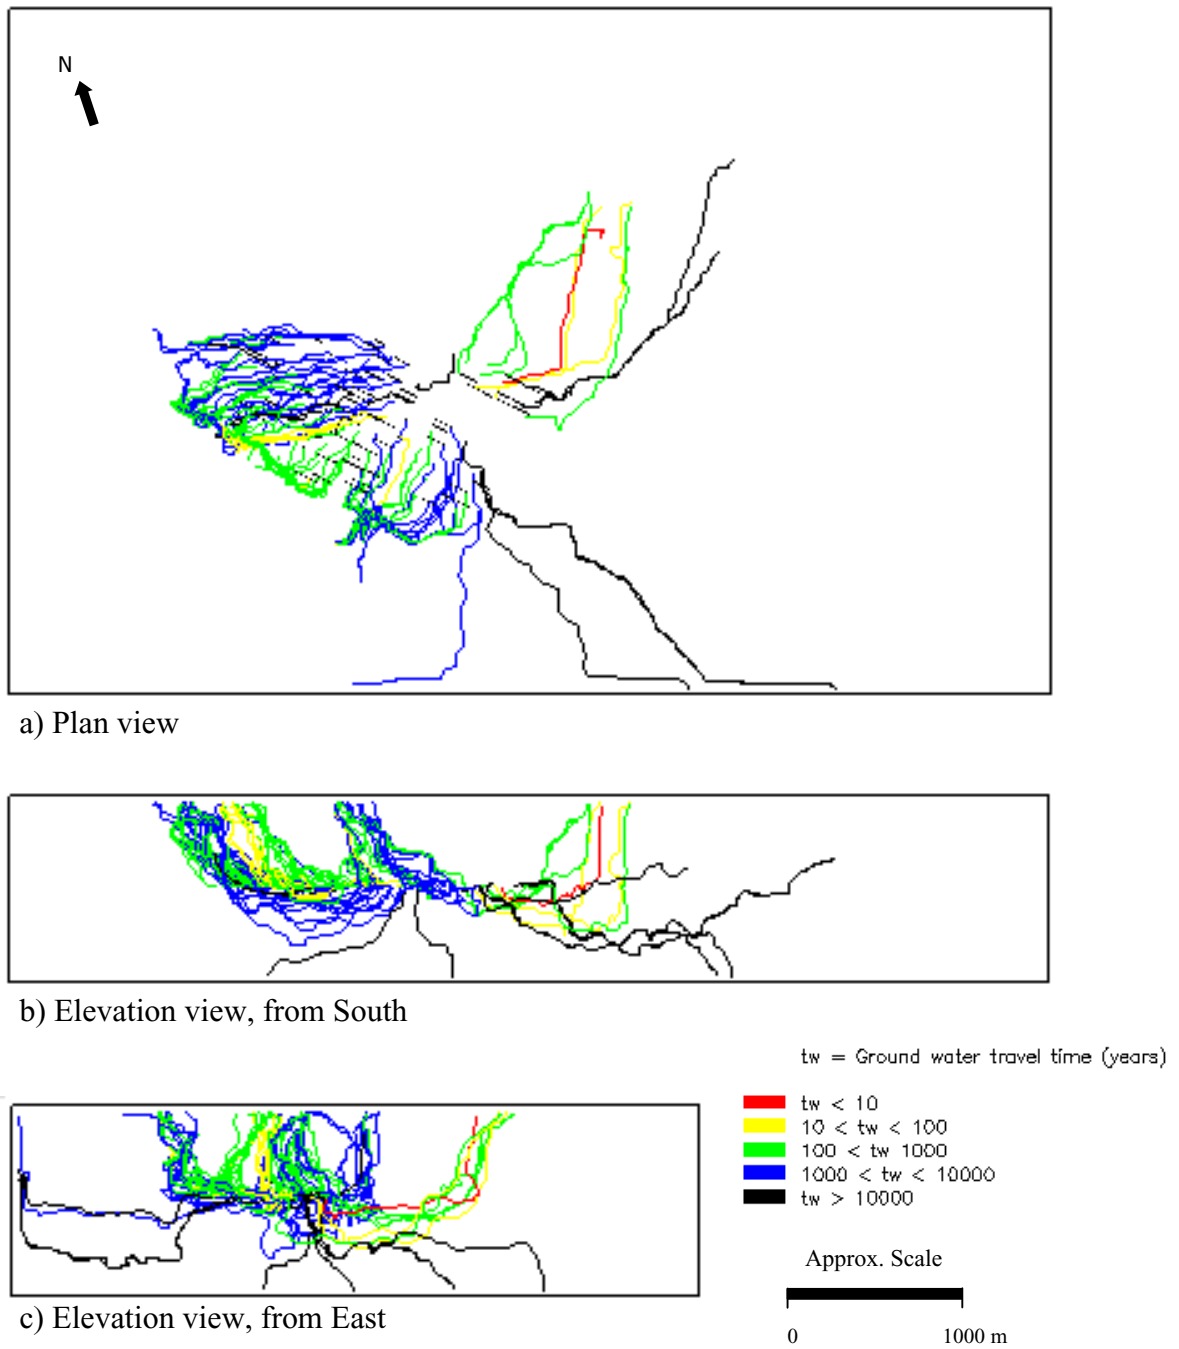 N
a) Plan view
b) Elevation view, from South
tw = Ground water travel time (years)
tw < 10
10 < tw < 100
100 < tw 1000
1000 < tw < 10000
tw > 10000
Approx. Scale
0 1000 m
c) Elevation view, from East